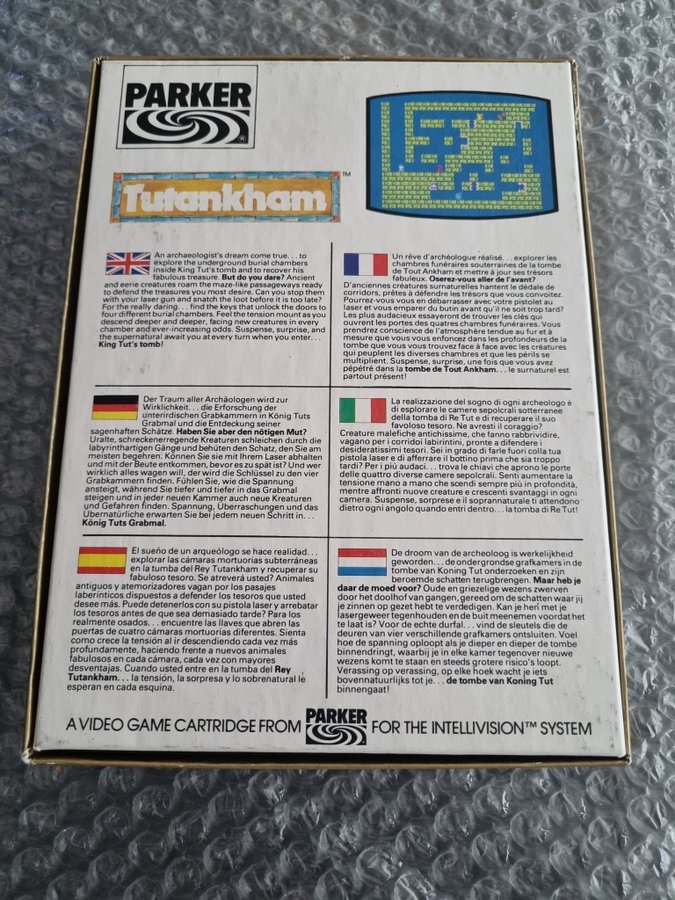 PARKER
Tutankham™
An archaeologist's dream come true... to
explore the underground burial chambers
inside King Tut's tomb and to recover his
fabulous treasure. But do you dare? Ancient
and eerie creatures roam the maze-like passageways ready
to defend the treasures you most desire. Can you stop them
with your laser gun and snatch the loot before it is too late?
For the really daring... find the keys that unlock the doors to
four different burial chambers. Feel the tension mount as you
descend deeper and deeper, facing new creatures in every
chamber and ever-increasing odds. Suspense, surprise, and
the supernatural await you at every turn when you enter...
King Tut's tomb!
Un rêve d'archéologue réalisé... explorer les
chambres funéraires souterraines de la tombe
de Tout Ankham et mettre à jour ses trésors
fabuleux. Oserez-vous aller de l'avant?
D'anciennes créatures surnaturelles hantent le dédale de
corridors, prêtes à défendre les trésors que vous convoitez.
Pourrez-vous vous en débarrasser avec votre pistolet au
laser et vous emparer du butin avant qu'il ne soit trop tard?
Les plus audacieux essayeront de trouver les clés qui
ouvrent les portes des quatres chambres funéraires. Vous
prendrez conscience de l'atmosphère tendue au fur et à
mesure que vous vous enfoncez dans les profondeurs de la
tombe que vous vous trouvez face à face avec les créatures
qui peuplent les diverses chambres et que les périls se
multiplient. Suspense, surprise, une fois que vous avez
pépétré dans la tombe de Tout Ankham... le surnaturel est
partout présent!
Der Traum aller Archäologen wird zur
Wirklichkeit... die Erforschung der
unterirdischen Grabkammern in König Tuts
Grabmal und die Entdeckung seiner
sagenhaften Schätze. Haben Sie aber den nötigen Mut?
Uralte, schreckenerregende Kreaturen schleichen durch die
labyrinthartigen Gänge und behüten den Schatz, den Sie am
meisten begehren. Können Sie sie mit Ihrem Laser abhalten
und mit der Beute entkommen, bevor es zu spät ist? Und wer
wirklich alles wagen will, der wird die Schlüssel zu den vier
Grabkammern finden. Fühlen Sie, wie die Spannung
ansteigt, während Sie tiefer und tiefer in das Grabmal
steigen und in jeder neuen Kammer auch neue Kreaturen
und Gefahren finden. Spannung, Überraschungen und das
Übernatürliche erwarten Sie bei jedem neuen Schritt in...
König Tuts Grabmal.
La realizzazione del sogno di ogni archeologo è
di esplorare le camere sepolcrali sotterranee
della tomba di Re Tut e di recuperare il suo
favoloso tesoro. Ne avresti il coraggio?
Creature malefiche antichissime, che fanno rabbrividire,
vagano per i corridoi labirintini, pronte a difendere i
desideratissimi tesori. Sei in grado di farle fuori colla tua
pistola laser e di afferrare il bottino prima che sia troppo
tardi? Per i piu audaci... trova le chiavi che aprono le porte
delle quattro diverse camere sepolcrali. Senti aumentare la
tensione mano a mano che scendi sempre più in profondità,
mentre affronti nuove creature e crescenti svantaggi in ogni
camera. Suspense, sorprese e il soprannaturale ti attendono
dietro ogni angolo quando entri dentro... la tomba di Re Tut!
El sueño de un arqueólogo se hace realidad...
explorar las cámaras mortuorias subterráneas
en la tumba del Rey Tutankham y recuperar su
fabuloso tesoro. Se atreverá usted? Animales
antiguos y atemorizadores vagan por los pasajes
laberínticos dispuestos a defender los tesoros que usted
desée mas. Puede detenerlos con su pistola laser y arrebatar
los tesoros antes de que sea demasiado tarde? Para los
realmente osados... encuentre las llaves que abren las
puertas de cuatro cámaras mortuorias diferentes. Sienta
como crece la tensión al ir descendiendo cada vez más
profundamente, haciendo frente a nuevos animales
fabulosos en cada cámara, cada vez con mayores
desventajas. Cuando usted entre en la tumba del Rey
Tutankham... la tensión, la sorpresa y lo sobrenatural le
esperan en cada esquina.
De droom van de archeoloog is werkelijkheid
geworden... de ondergrondse grafkamers in de
tombe van Koning Tut onderzoeken en zijn
beroemde schatten terugbrengen. Maar heb je
daar de moed voor? Oude en griezelige wezens zwerven
door het doolhof van gangen, gereed om de schatten waar jij
je zinnen op gezet hebt te verdedigen. Kan je hen met je
lasergeweer tegenhouden en de buit meenemen voordat het
te laat is? Voor de echte durfal... vind de sleutels die de
deuren van vier verschillende grafkamers ontsluiten. Voel
hoe de spanning oploopt als je dieper en dieper de tombe
binnendringt, waarbij je in elke kamer tegenover nieuwe
wezens komt te staan en steeds grotere risico's loopt.
Verassing op verassing, op elke hoek wacht je iets
bovennatuurlijks tot je... de tombe van Koning Tut
binnengaat!
A VIDEO GAME CARTRIDGE FROM PARKER FOR THE INTELLIVISION™ SYSTEM